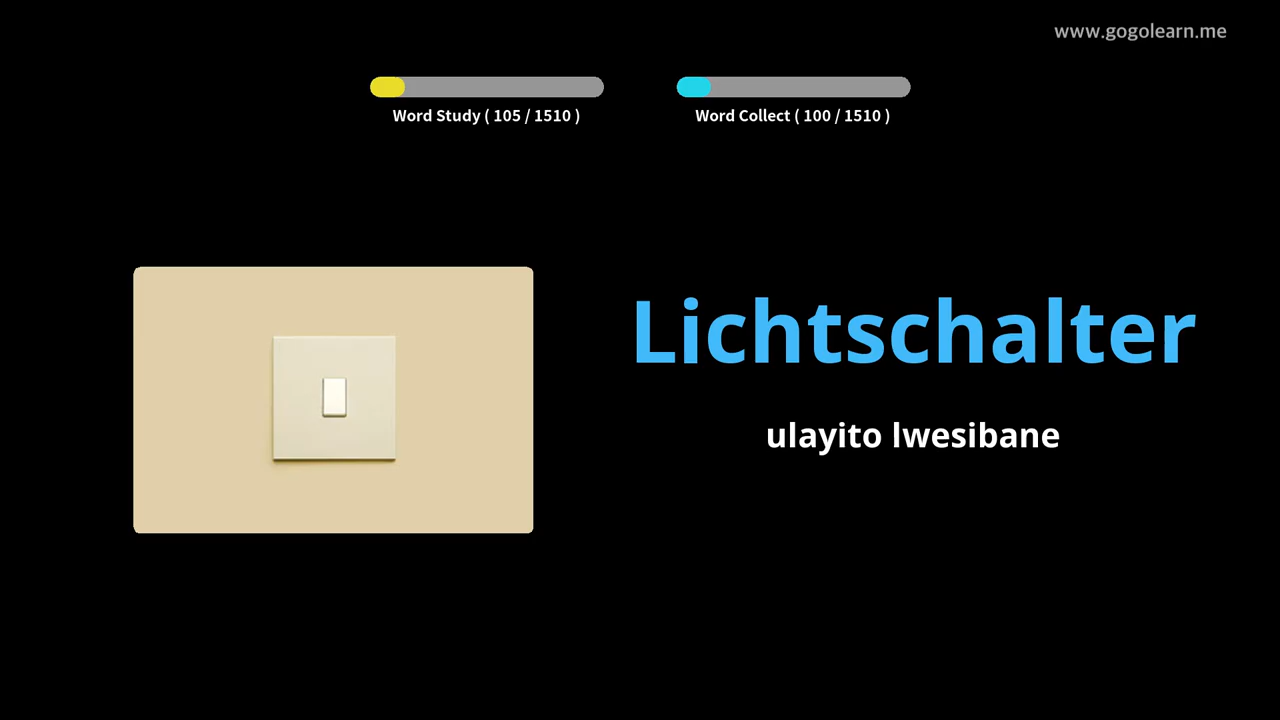 www.gogolearn.me
Word Study ( 105 / 1510 )
Word Collect ( 100 / 1510 )
Lichtschalter
ulayito lwesibane